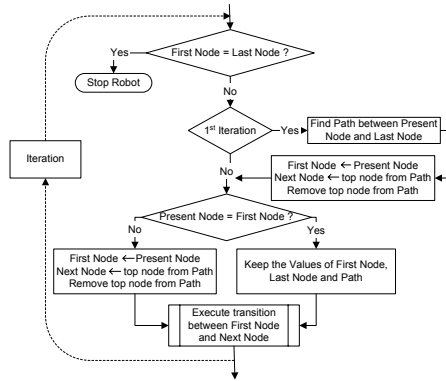 First Node = Last Node ?
Yes
Stop Robot
No
1st Iteration
Yes
Find Path between Present
Node and Last Node
Iteration
No
First Node ← Present Node
Next Node ← top node from Path
Remove top node from Path
Present Node = First Node ?
No
Yes
First Node ← Present Node
Next Node ← top node from Path
Remove top node from Path
Keep the Values of First Node,
Last Node and Path
Execute transition
between First Node
and Next Node